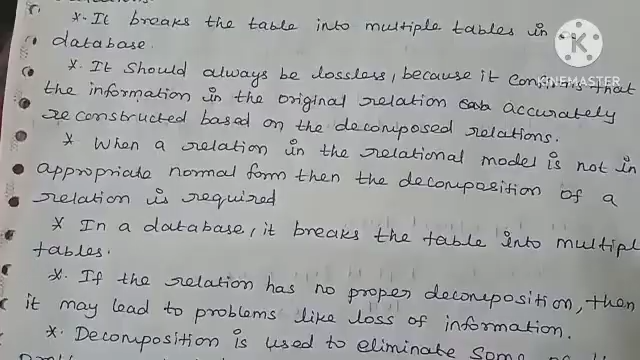 * It breaks the table into multiple tables in a
database.
* It should always be lossless, because it confirms that
the information in the original relation can accurately
reconstructed based on the decomposed relations.
* When a relation in the relational model is not in
appropriate normal form then the decomposition of a
relation is required
* In a database, it breaks the table into multipl
tables.
* If the relation has no proper decomposition, then
it may lead to problems like loss of information.
* Decomposition is used to eliminate some
KINEMASTER